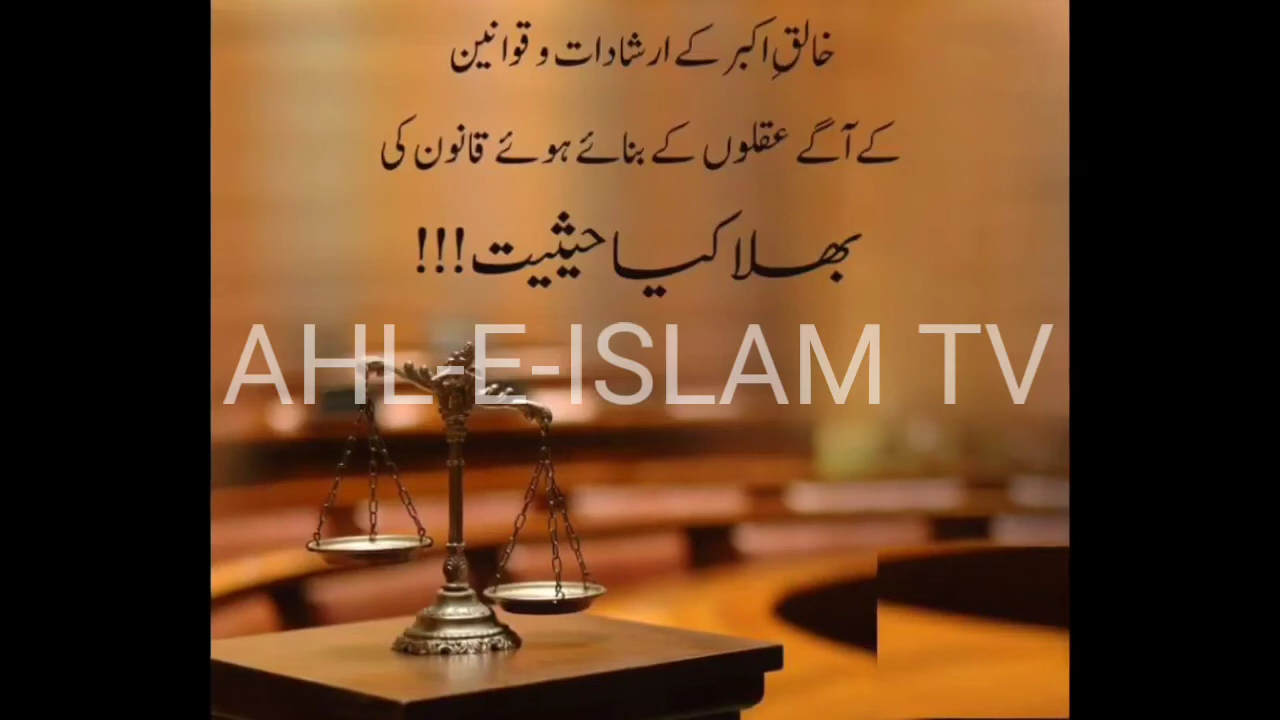 خالقِ اکبر کے ارشادات و قوانین
کے آگے عقلوں کے بنائے ہوئے قانون کی
بھلا کیا حیثیت!!!
AHL-E-ISLAM TV